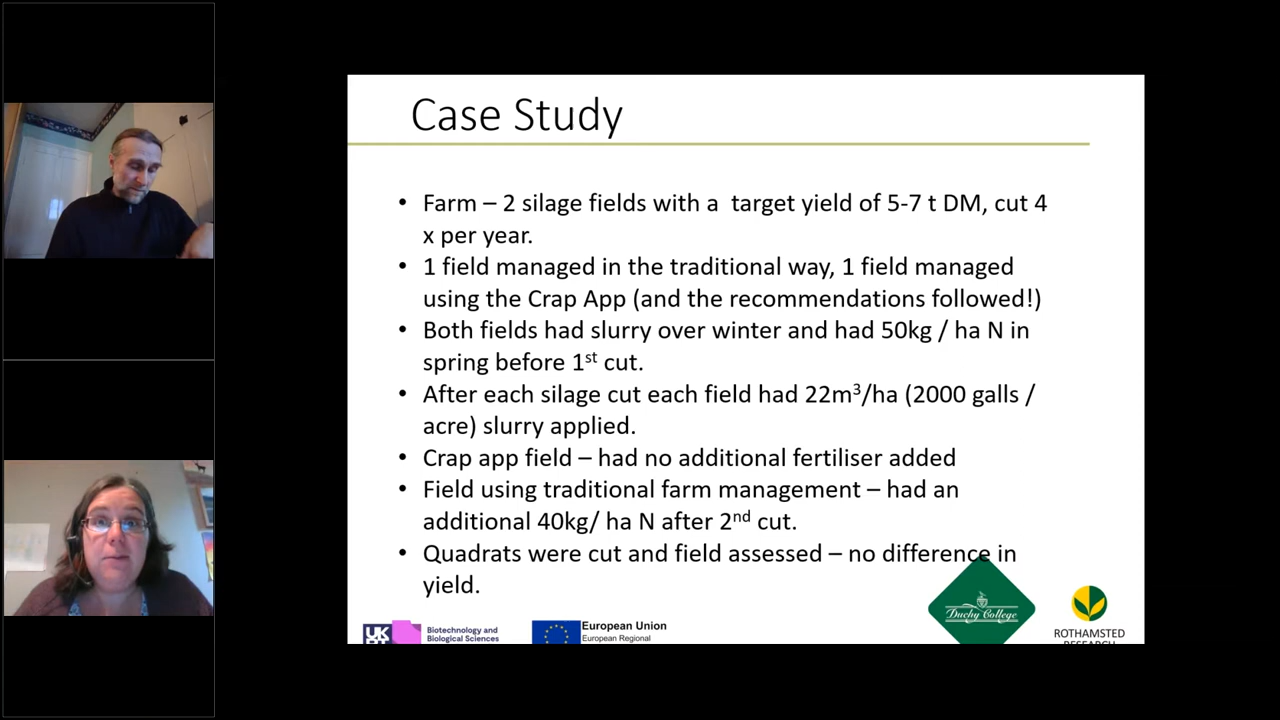 Case Study
• Farm – 2 silage fields with a target yield of 5-7 t DM, cut 4
x per year.
• 1 field managed in the traditional way, 1 field managed
using the Crap App (and the recommendations followed!)
• Both fields had slurry over winter and had 50kg / ha N in
spring before 1st cut.
• After each silage cut each field had 22m³/ha (2000 galls /
acre) slurry applied.
• Crap app field – had no additional fertiliser added
• Field using traditional farm management – had an
additional 40kg/ ha N after 2nd cut.
• Quadrats were cut and field assessed – no difference in
yield.
UK
Biotechnology and
Biological Sciences
European Union
European Regional
Duchy College
ROTHAMSTED
RESEARCH